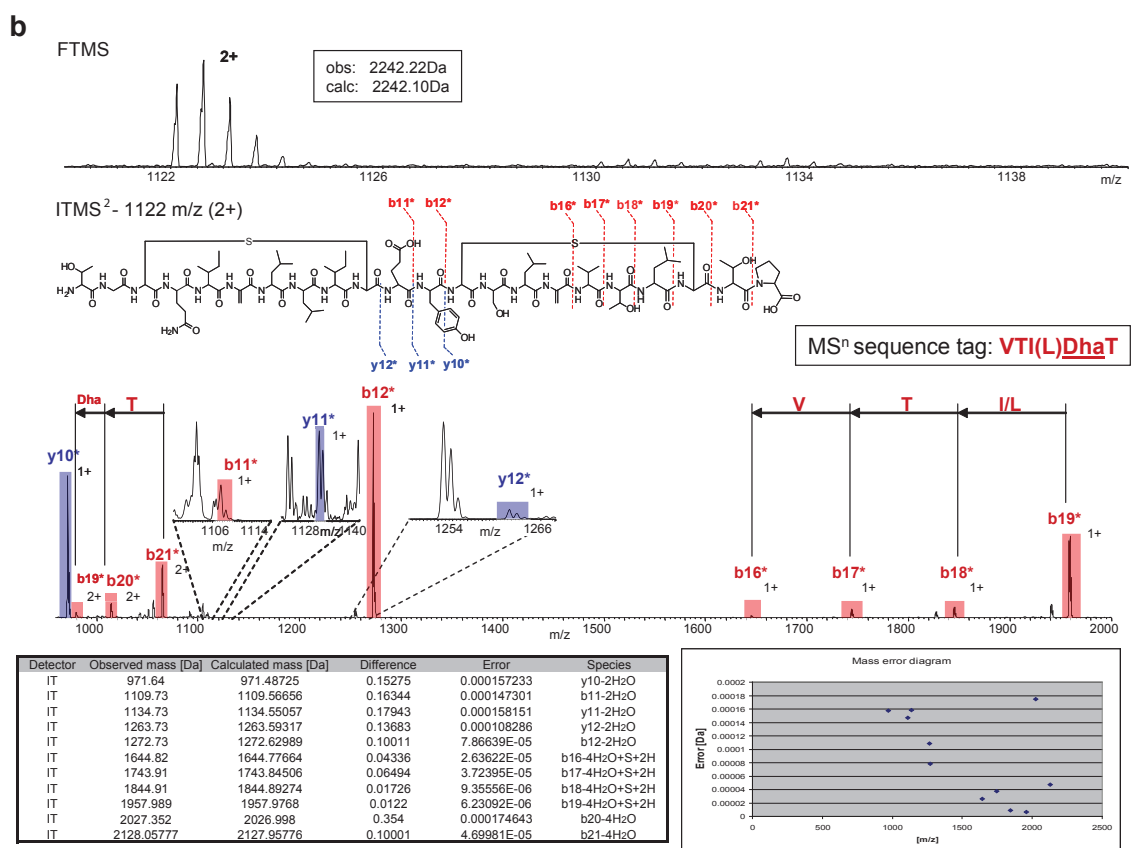 b
FTMS
2+
obs: 2242.22Da
calc: 2242.10Da
1122 1126 1130 1134 1138 m/z
ITMS2- 1122 m/z (2+)
b11* b12* b16* b17* b18* b19* b20* b21*
S S
HO O OH OH
H2N
H2N O OH OH OH HO O
y12* y11* y10*
MSn sequence tag: VTI(L)DhaT
Dha T
V T I/L
y10* 1+
b19* 2+
b20* 2+
b21* 2+
b11* 1+
1106 1114
m/z
y11* 1+
1128 m/z 1140
b12* 1+
y12* 1+
1254 m/z 1266
b16* 1+
b17* 1+
b18* 1+
b19* 1+
1000 1100 1200 1300 1400 1500 1600 1700 1800 1900 2000
m/z
Detector Observed mass [Da] Calculated mass [Da] Difference Error Species
IT 971.64 971.48725 0.15275 0.000157233 y10-2H2O
IT 1109.73 1109.56656 0.16344 0.000147301 b11-2H2O
IT 1134.73 1134.55057 0.17943 0.000158151 y11-2H2O
IT 1263.73 1263.59317 0.13683 0.000108286 y12-2H2O
IT 1272.73 1272.62989 0.10011 7.86639E-05 b12-2H2O
IT 1644.82 1644.77664 0.04336 2.63622E-05 b16-4H2O+S+2H
IT 1743.91 1743.84506 0.06494 3.72395E-05 b17-4H2O+S+2H
IT 1844.91 1844.89274 0.01726 9.35556E-06 b18-4H2O+S+2H
IT 1957.989 1957.9768 0.0122 6.23092E-06 b19-4H2O+S+2H
IT 2027.352 2026.998 0.354 0.000174643 b20-4H2O
IT 2128.05777 2127.95776 0.10001 4.69981E-05 b21-4H2O
Mass error diagram
Error [Da]
0.0002
0.00018
0.00016
0.00014
0.00012
0.0001
0.00008
0.00006
0.00004
0.00002
0
0 500 1000 1500 2000 2500
[m/z]